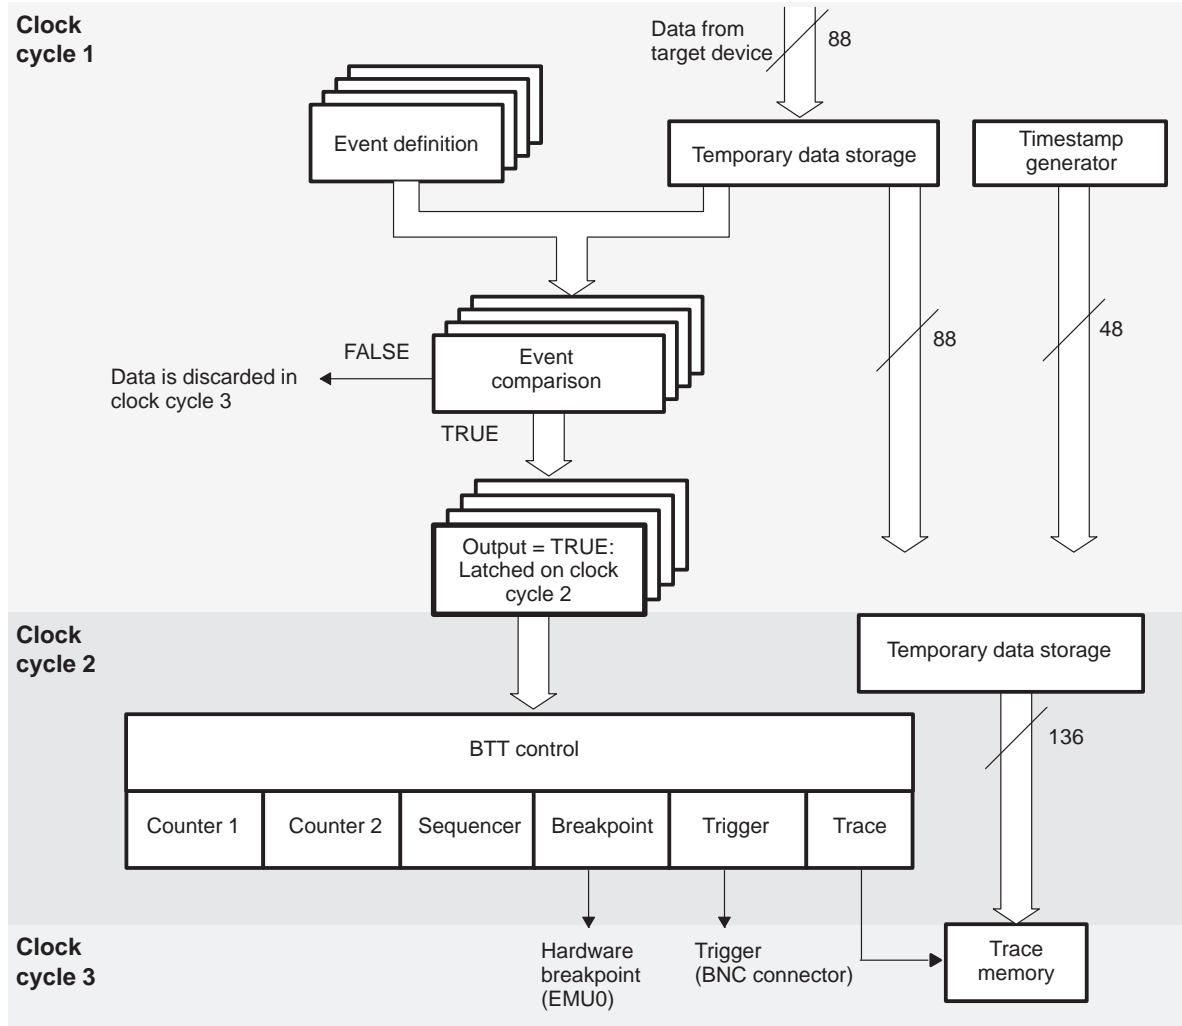 Clock
cycle 1
Data from
target device
88
Event definition
Temporary data storage
Timestamp
generator
88
48
FALSE
Event
comparison
Data is discarded in
clock cycle 3
TRUE
Output = TRUE:
Latched on clock
cycle 2
Clock
cycle 2
Temporary data storage
136
BTT control
Counter 1
Counter 2
Sequencer
Breakpoint
Trigger
Trace
Clock
cycle 3
Hardware
breakpoint
(EMU0)
Trigger
(BNC connector)
Trace
memory